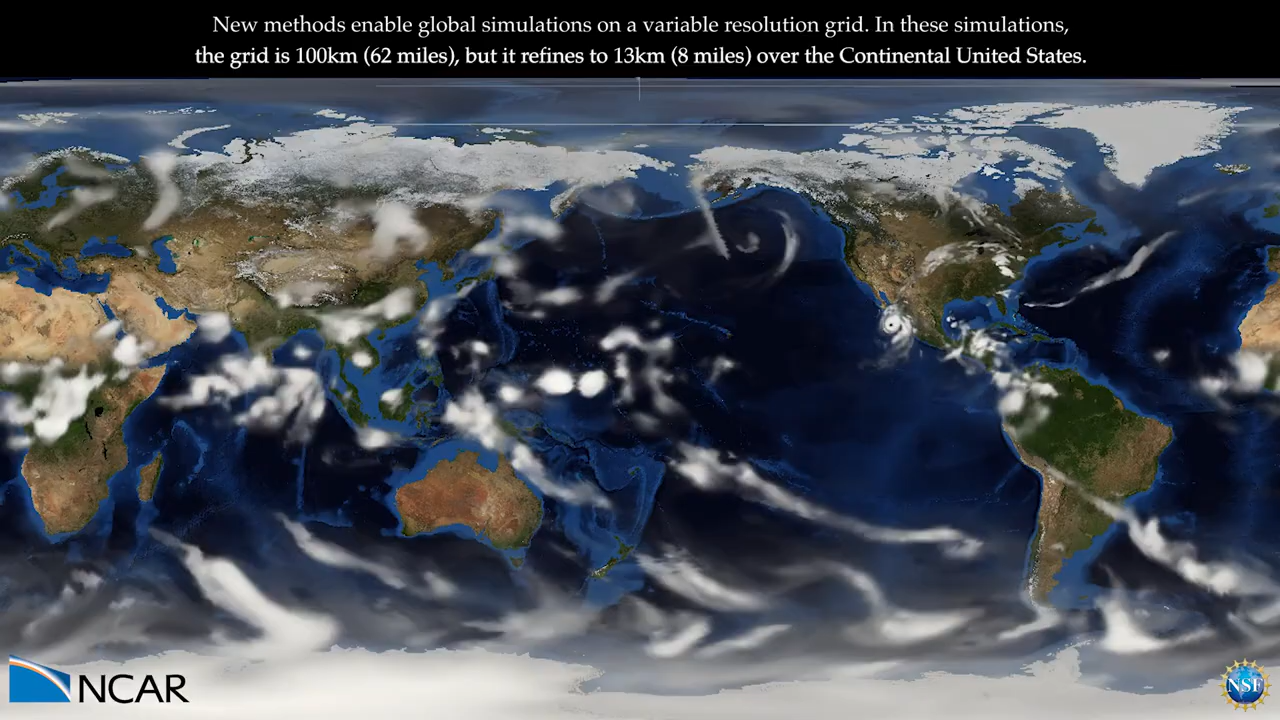 New methods enable global simulations on a variable resolution grid. In these simulations,
the grid is 100km (62 miles), but it refines to 13km (8 miles) over the Continental United States.
NCAR
NSF